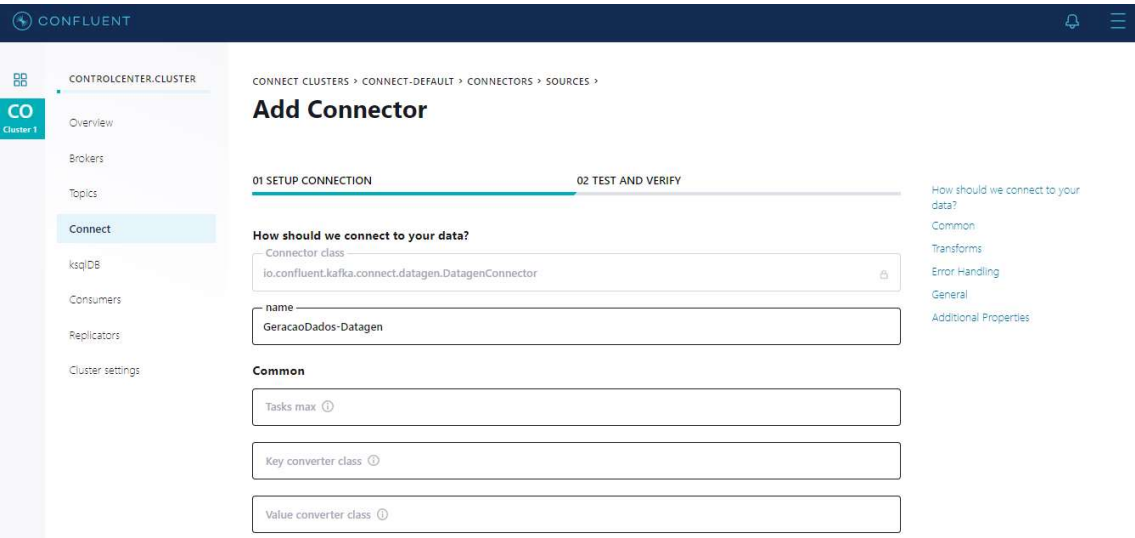 CONFLUENT
CO
Cluster 1
CONTROLCENTER.CLUSTER
Overview
Brokers
Topics
Connect
ksqlDB
Consumers
Replicators
Cluster settings
CONNECT CLUSTERS > CONNECT-DEFAULT > CONNECTORS > SOURCES >
Add Connector
01 SETUP CONNECTION
02 TEST AND VERIFY
How should we connect to your data?
Connector class
io.confluent.kafka.connect.datagen.DatagenConnector
name
GeracaoDados-Datagen
Common
Tasks max
Key converter class
Value converter class
How should we connect to your
data?
Common
Transforms
Error Handling
General
Additional Properties